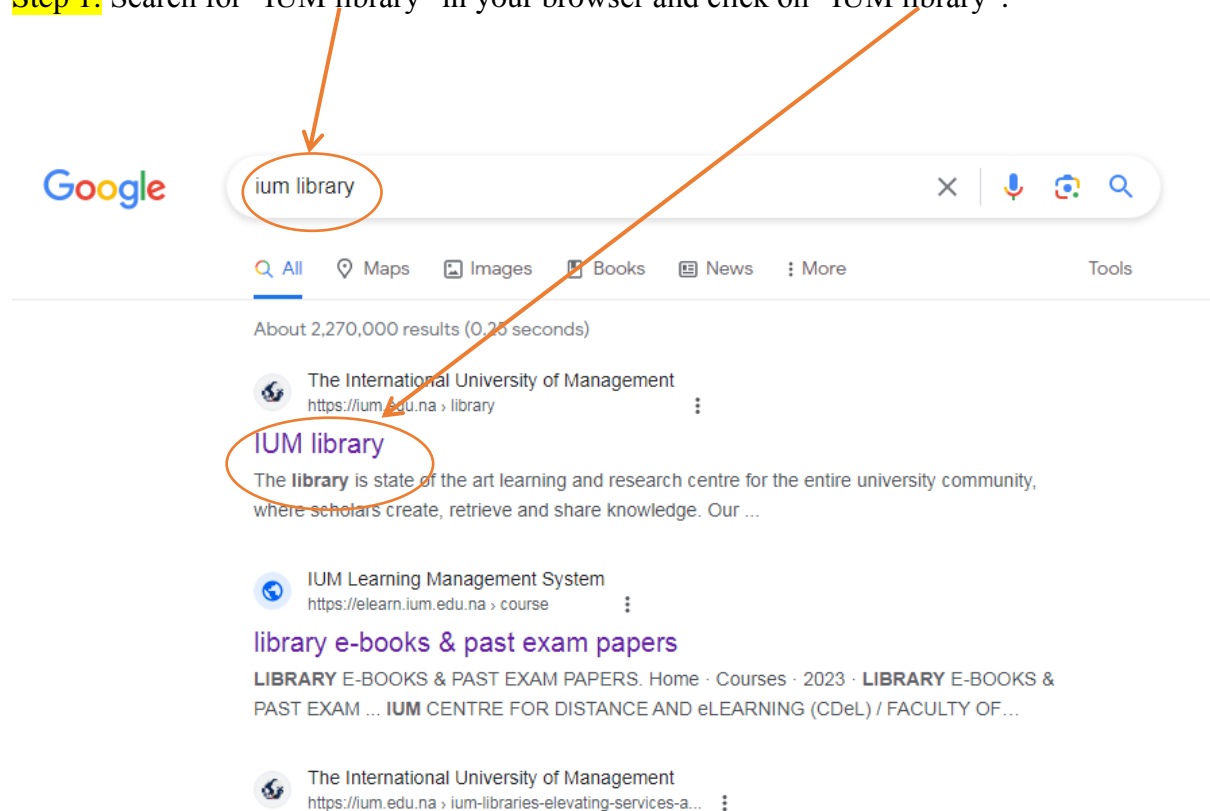 Step 1: Search for "IUM library" in your browser and click on "IUM library".
Google
ium library
All Maps Images Books News More Tools
About 2,270,000 results (0.25 seconds)
The International University of Management
https://ium.edu.na › library
IUM library
The library is state of the art learning and research centre for the entire university community,
where scholars create, retrieve and share knowledge. Our ...
IUM Learning Management System
https://elearn.ium.edu.na › course
library e-books & past exam papers
LIBRARY E-BOOKS & PAST EXAM PAPERS. Home · Courses · 2023 · LIBRARY E-BOOKS &
PAST EXAM ... IUM CENTRE FOR DISTANCE AND eLEARNING (CDeL) / FACULTY OF…
The International University of Management
https://ium.edu.na › ium-libraries-elevating-services-a...